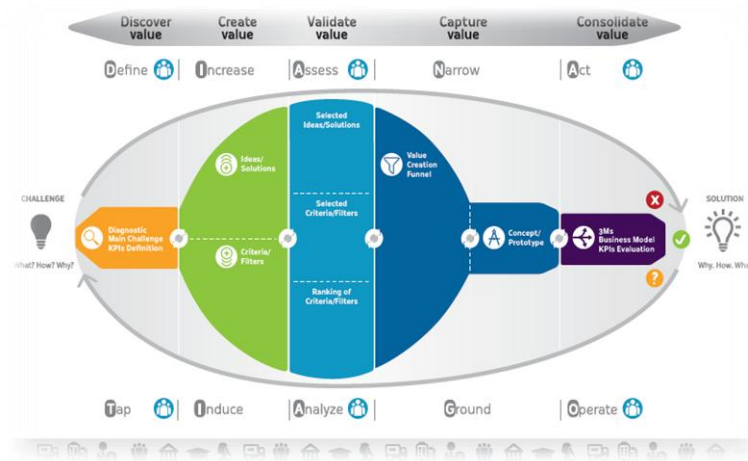 Discover value
Create value
Validate value
Capture value
Consolidate value
Define
Increase
Assess
Narrow
Act
CHALLENGE
What? How? Why?
Diagnostic
Main Challenge
KPIs Definition
Ideas/
Solutions
Criteria/
Filters
Selected
Ideas/Solutions
Selected
Criteria/Filters
Ranking of
Criteria/Filters
Value
Creation
Funnel
Concept/
Prototype
3Ms
Business Model
KPIs Evaluation
X
?
SOLUTION
Why. How. Wha
Tap
Induce
Analyze
Ground
Operate